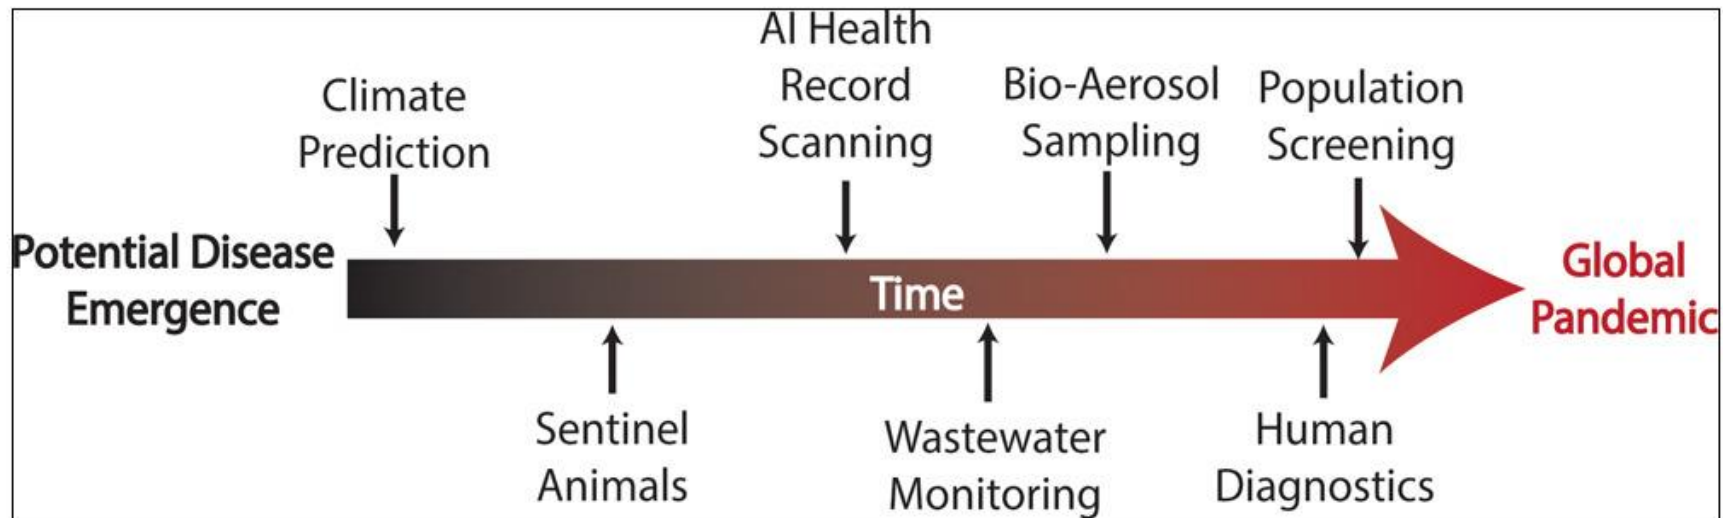 AI Health
Record
Scanning
Climate
Prediction
Bio-Aerosol
Sampling
Population
Screening
Potential Disease
Emergence
Time
Global
Pandemic
Sentinel
Animals
Wastewater
Monitoring
Human
Diagnostics